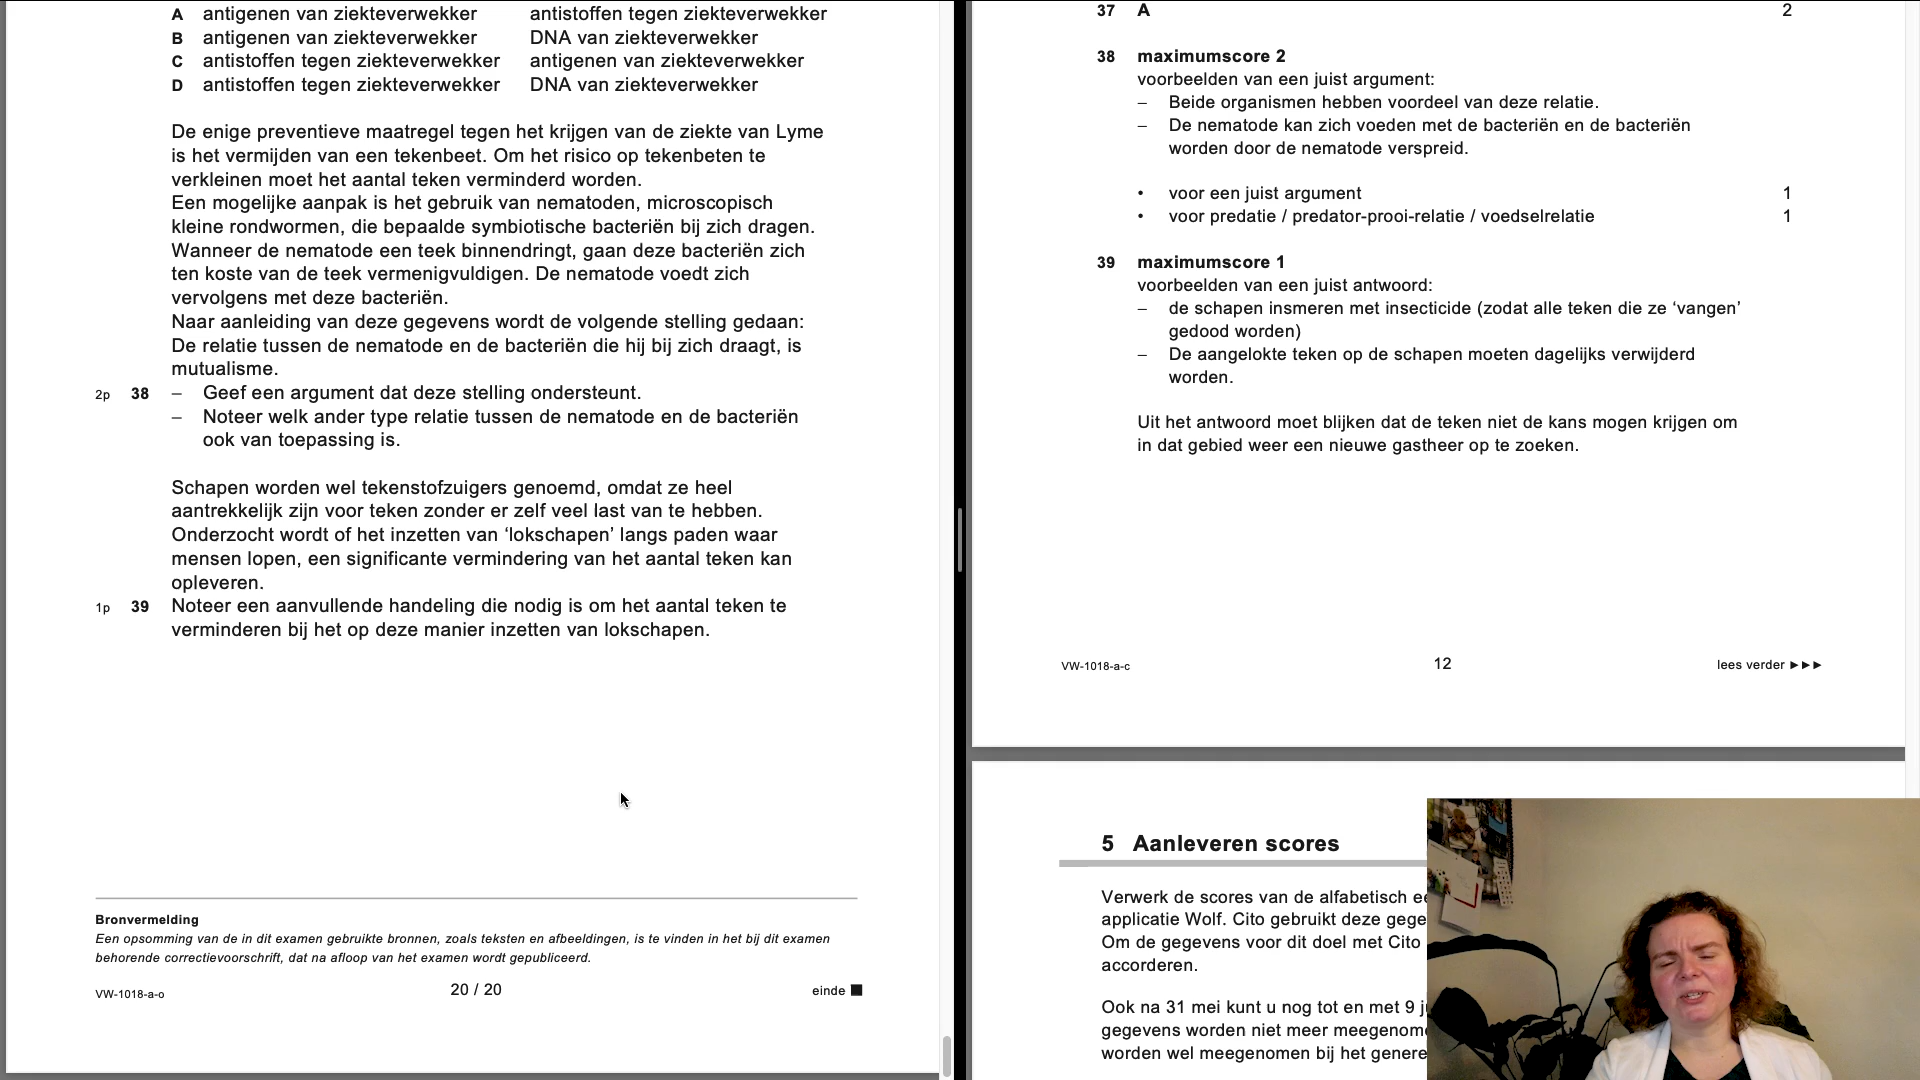 A antigenen van ziekteverwekker antistoffen tegen ziekteverwekker
B antigenen van ziekteverwekker DNA van ziekteverwekker
C antistoffen tegen ziekteverwekker antigenen van ziekteverwekker
D antistoffen tegen ziekteverwekker DNA van ziekteverwekker
De enige preventieve maatregel tegen het krijgen van de ziekte van Lyme
is het vermijden van een tekenbeet. Om het risico op tekenbeten te
verkleinen moet het aantal teken verminderd worden.
Een mogelijke aanpak is het gebruik van nematoden, microscopisch
kleine rondwormen, die bepaalde symbiotische bacteriën bij zich dragen.
Wanneer de nematode een teek binnendringt, gaan deze bacteriën zich
ten koste van de teek vermenigvuldigen. De nematode voedt zich
vervolgens met deze bacteriën.
Naar aanleiding van deze gegevens wordt de volgende stelling gedaan:
De relatie tussen de nematode en de bacteriën die hij bij zich draagt, is
mutualisme.
2p 38 – Geef een argument dat deze stelling ondersteunt.
– Noteer welk ander type relatie tussen de nematode en de bacteriën
ook van toepassing is.
Schapen worden wel tekenstofzuigers genoemd, omdat ze heel
aantrekkelijk zijn voor teken zonder er zelf veel last van te hebben.
Onderzocht wordt of het inzetten van ‘lokschapen’ langs paden waar
mensen lopen, een significante vermindering van het aantal teken kan
opleveren.
1p 39 Noteer een aanvullende handeling die nodig is om het aantal teken te
verminderen bij het op deze manier inzetten van lokschapen.
Bronvermelding
Een opsomming van de in dit examen gebruikte bronnen, zoals teksten en afbeeldingen, is te vinden in het bij dit examen
behorende correctievoorschrift, dat na afloop van het examen wordt gepubliceerd.
VW-1018-a-o 20 / 20 einde ■
37 A 2
38 maximumscore 2
voorbeelden van een juist argument:
– Beide organismen hebben voordeel van deze relatie.
– De nematode kan zich voeden met de bacteriën en de bacteriën
worden door de nematode verspreid.
• voor een juist argument 1
• voor predatie / predator-prooi-relatie / voedselrelatie 1
39 maximumscore 1
voorbeelden van een juist antwoord:
– de schapen insmeren met insecticide (zodat alle teken die ze ‘vangen’
gedood worden)
– De aangelokte teken op de schapen moeten dagelijks verwijderd
worden.
Uit het antwoord moet blijken dat de teken niet de kans mogen krijgen om
in dat gebied weer een nieuwe gastheer op te zoeken.
VW-1018-a-c 12 lees verder ►►►
5 Aanleveren scores
Verwerk de scores van de alfabetisch
applicatie Wolf. Cito gebruikt deze
Om de gegevens voor dit doel met Cito
accorderen.
Ook na 31 mei kunt u nog tot en met 9
gegevens worden niet meer
worden wel meegenomen bij het